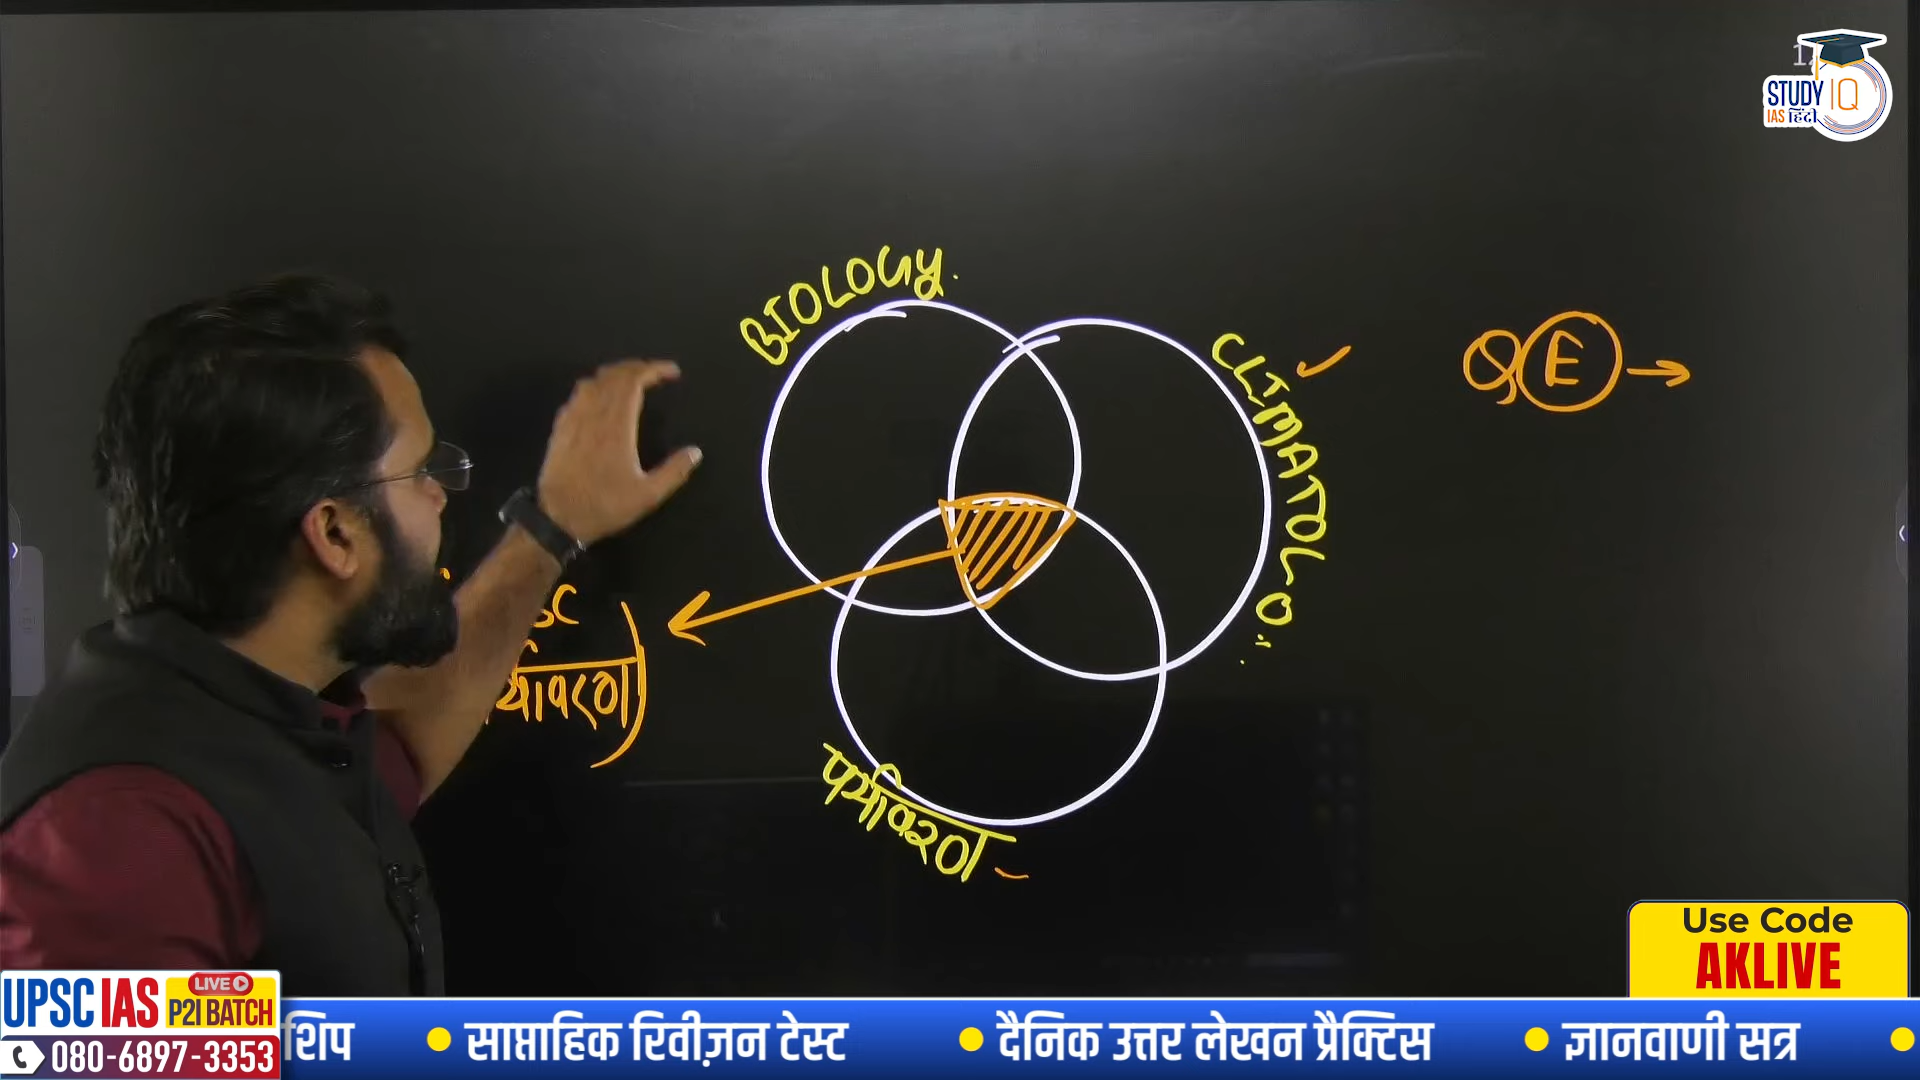 STUDY IQ
IAS हिंदी
BIOLOGY.
CLIMATOLO..
E
पर्यावरण
Use Code
AKLIVE
LIVE
UPSC IAS
P2I BATCH
080-6897-3353
शिप
साप्ताहिक रिवीज़न टेस्ट
दैनिक उत्तर लेखन प्रैक्टिस
ज्ञानवाणी सत्र